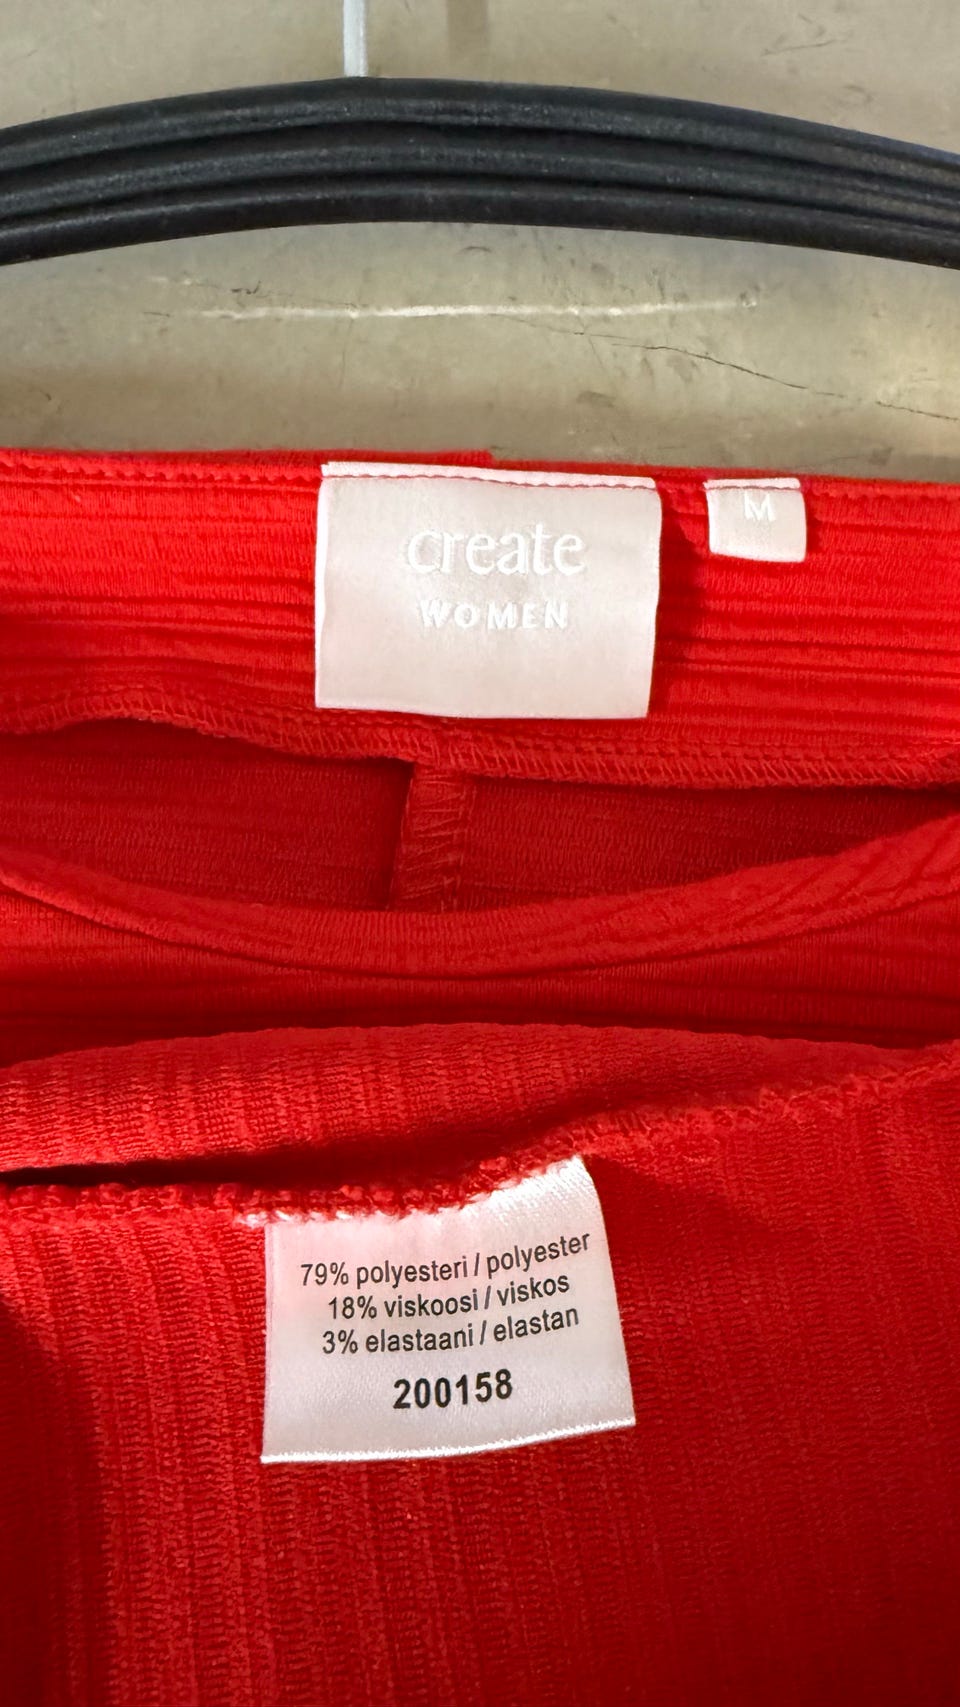 create
WOMEN
M
79% polyesteri / polyester
18% viskoosi / viskos
3% elastaani / elastan
200158